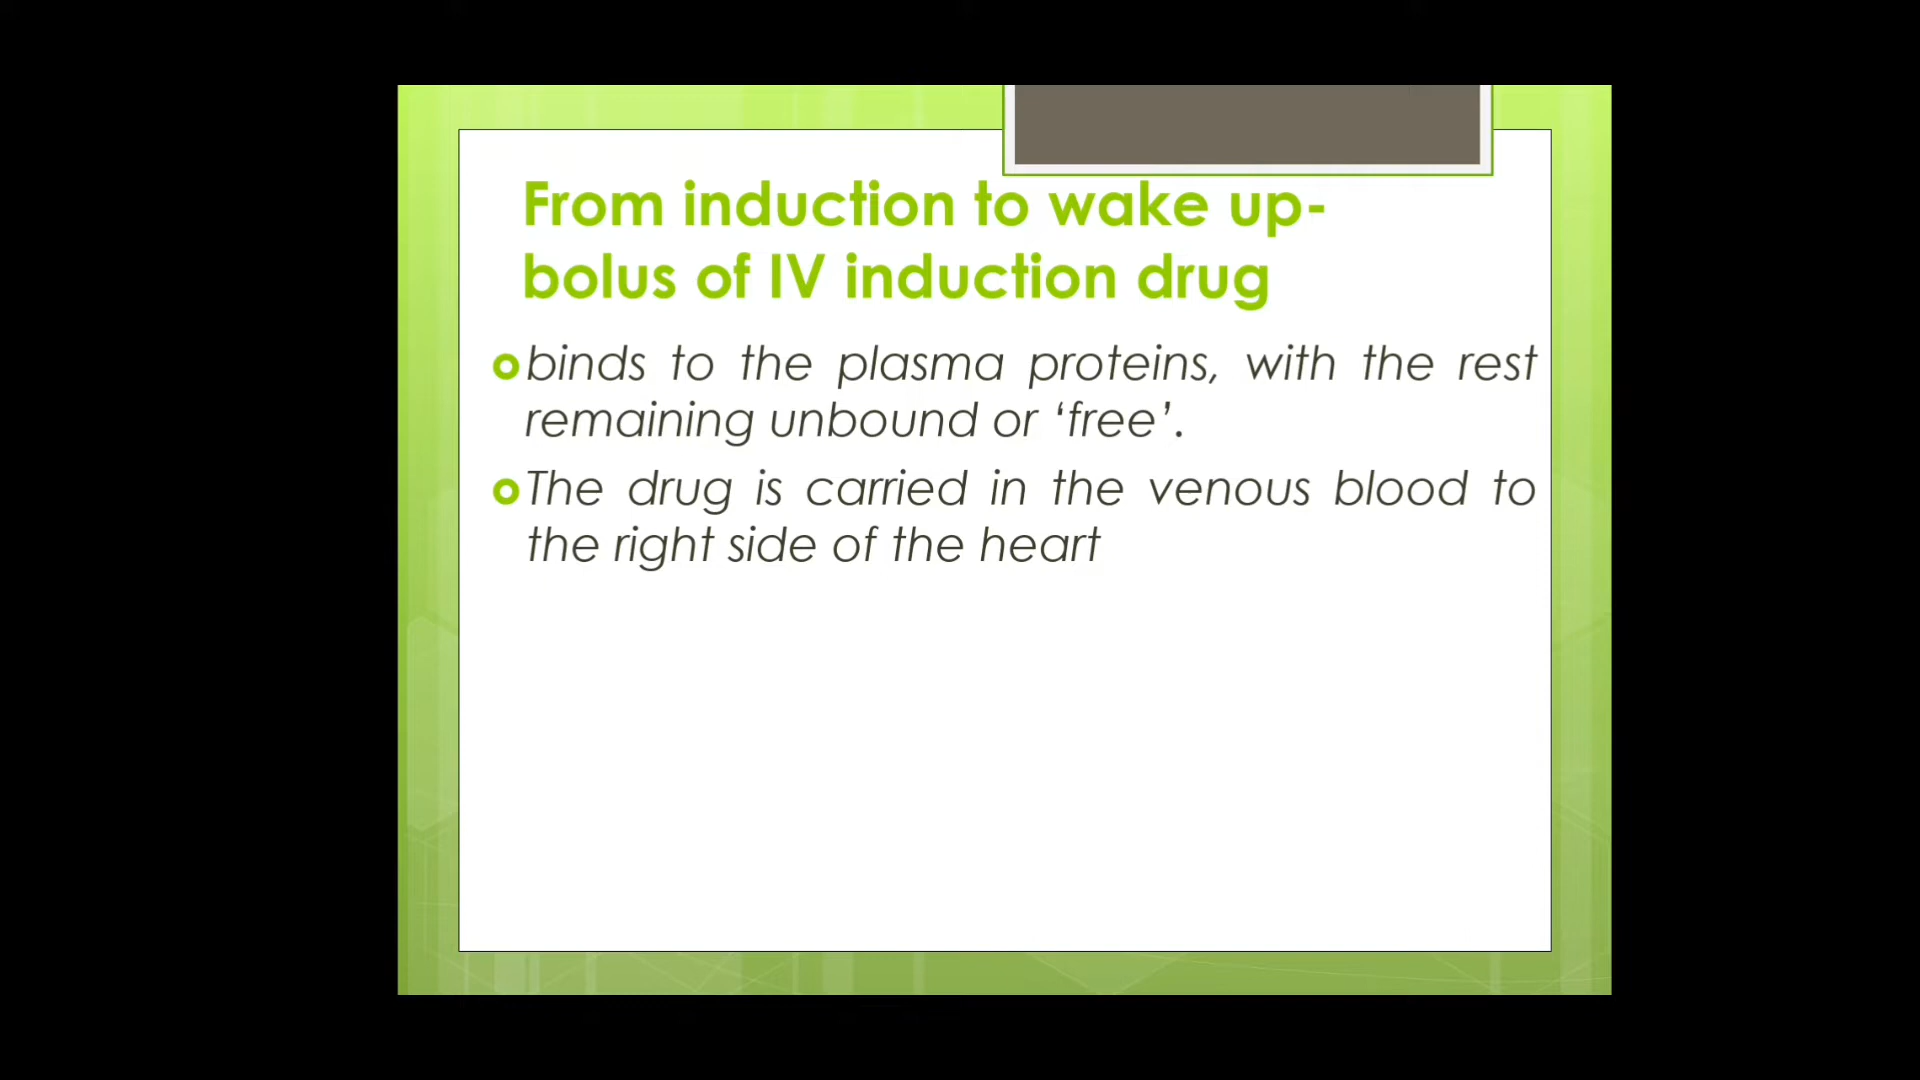 From induction to wake up-
bolus of IV induction drug
binds to the plasma proteins, with the rest
remaining unbound or ‘free’.
The drug is carried in the venous blood to
the right side of the heart